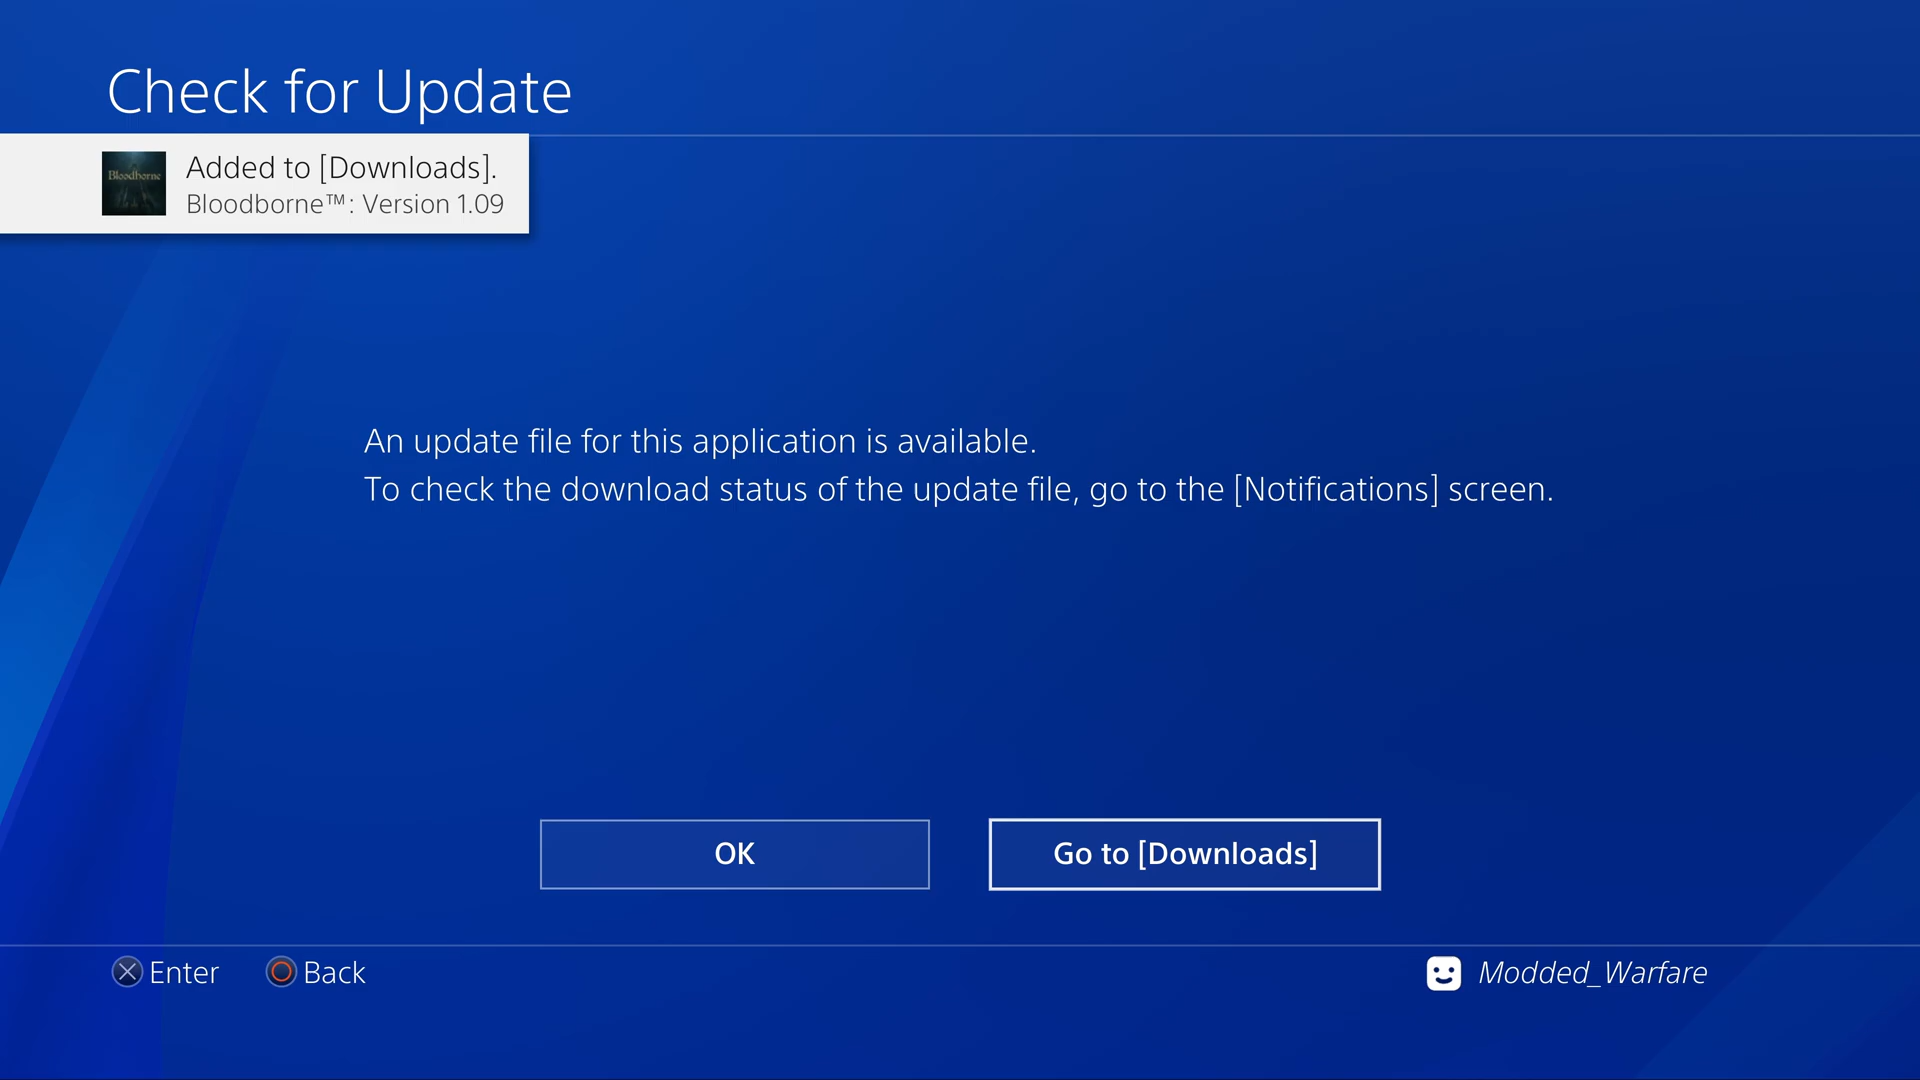 Check for Update
Bloodborne
Added to [Downloads].
Bloodborne™: Version 1.09
An update file for this application is available.
To check the download status of the update file, go to the [Notifications] screen.
OK
Go to [Downloads]
Enter
Back
Modded_Warfare